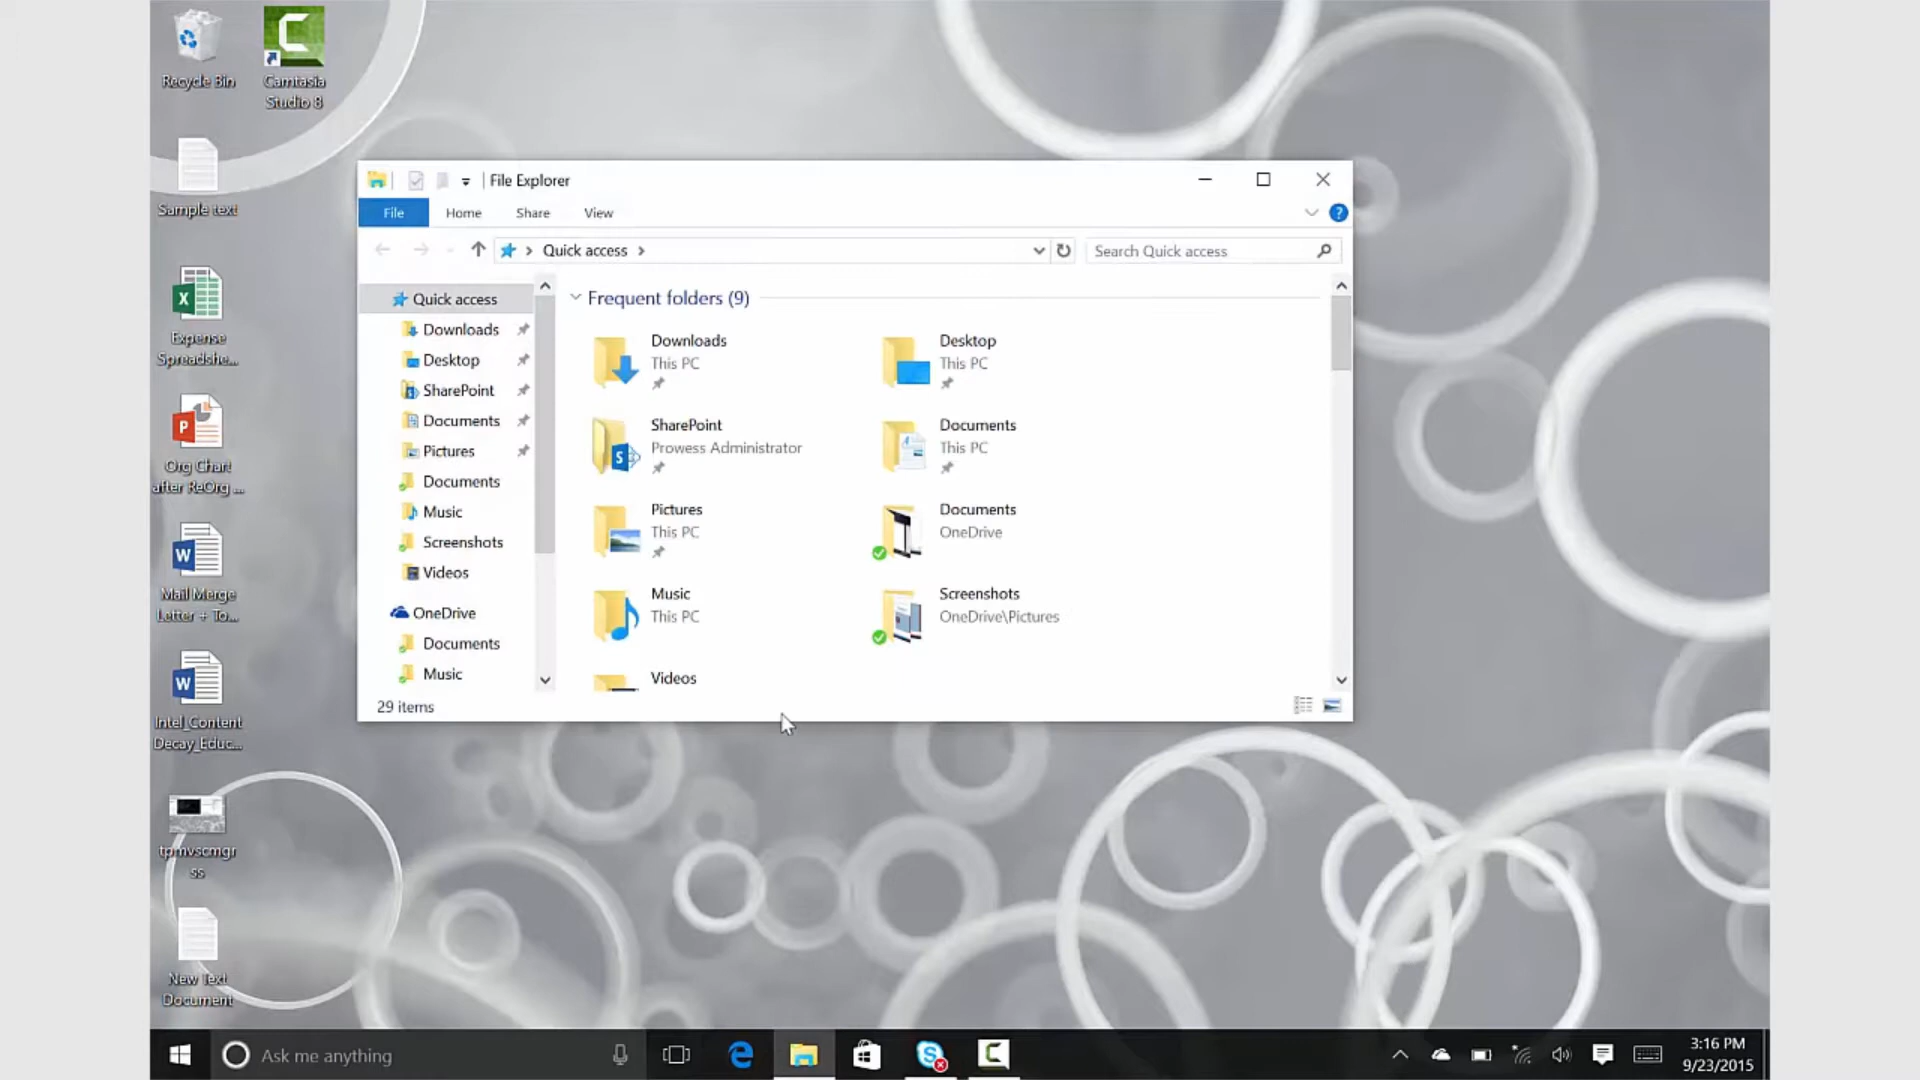 Recycle Bin
Camtasia
Studio 8
Sample text
Expense
Spreadshe...
Org Chart
after ReOrg ...
Mail Merge
Letter + To...
Intel_Content
Decay_Educ...
tpmvscmgr
ss
New Text
Document
File Explorer
File
Home
Share
View
?
Quick access
Search Quick access
Quick access
Downloads
Desktop
SharePoint
Documents
Pictures
Documents
Music
Screenshots
Videos
OneDrive
Documents
Music
Frequent folders (9)
Downloads
This PC
Desktop
This PC
SharePoint
Prowess Administrator
Documents
This PC
Pictures
This PC
Documents
OneDrive
Music
This PC
Screenshots
OneDrive\Pictures
Videos
29 items
Ask me anything
3:16 PM
9/23/2015